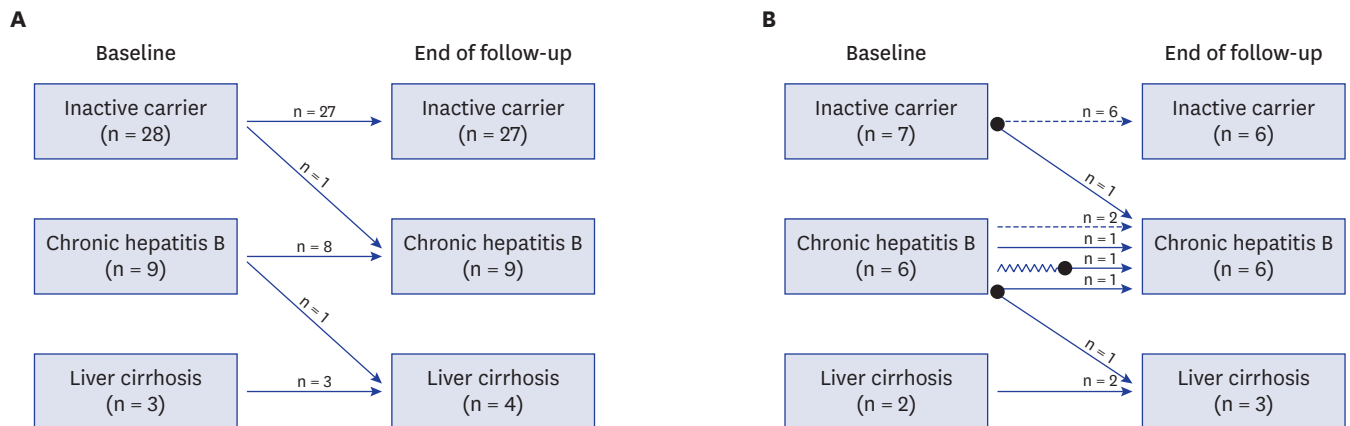 A
Baseline
End of follow-up
Inactive carrier
(n = 28)
n = 27
Inactive carrier
(n = 27)
n = 1
Chronic hepatitis B
(n = 9)
n = 8
Chronic hepatitis B
(n = 9)
n = 1
Liver cirrhosis
(n = 3)
n = 3
Liver cirrhosis
(n = 4)
B
Baseline
End of follow-up
Inactive carrier
(n = 7)
n = 6
Inactive carrier
(n = 6)
n = 1
Chronic hepatitis B
(n = 6)
n = 2
n = 1
n = 1
n = 1
Chronic hepatitis B
(n = 6)
n = 1
Liver cirrhosis
(n = 2)
n = 2
Liver cirrhosis
(n = 3)